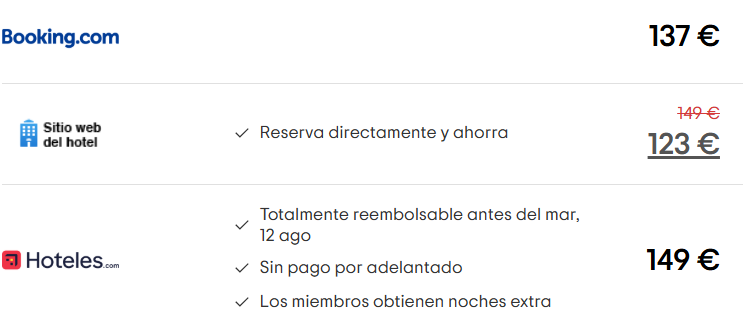 Booking.com
137 €
Sitio web
del hotel
Reserva directamente y ahorra
149 €
123 €
Totalmente reembolsable antes del mar,
12 ago
Hoteles.com
Sin pago por adelantado
149 €
Los miembros obtienen noches extra